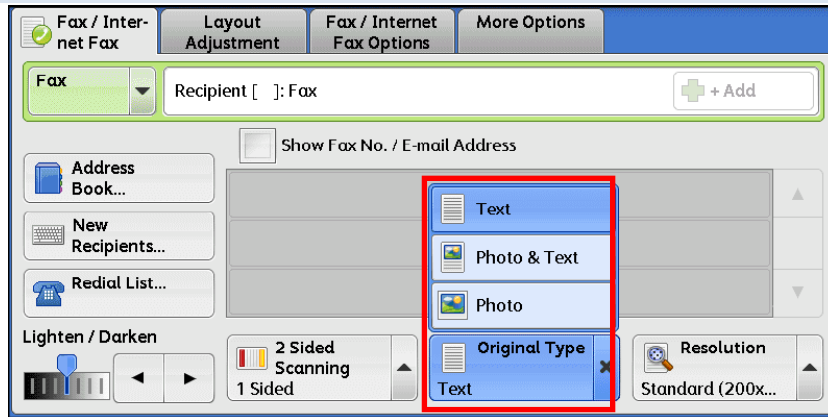 Fax / Inter-
net Fax
Layout
Adjustment
Fax / Internet
Fax Options
More Options
Fax
Recipient [ ]: Fax
+ Add
Show Fax No. / E-mail Address
Address
Book...
New
Recipients...
Redial List...
Text
Photo & Text
Photo
Lighten / Darken
2 Sided
Scanning
1 Sided
Original Type
Text
Resolution
Standard (200x...